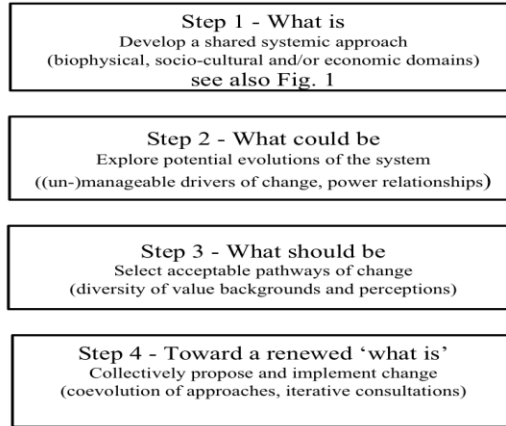 Step 1 - What is
Develop a shared systemic approach
(biophysical, socio-cultural and/or economic domains)
see also Fig. 1
Step 2 - What could be
Explore potential evolutions of the system
((un-)manageable drivers of change, power relationships)
Step 3 - What should be
Select acceptable pathways of change
(diversity of value backgrounds and perceptions)
Step 4 - Toward a renewed ‘what is’
Collectively propose and implement change
(coevolution of approaches, iterative consultations)